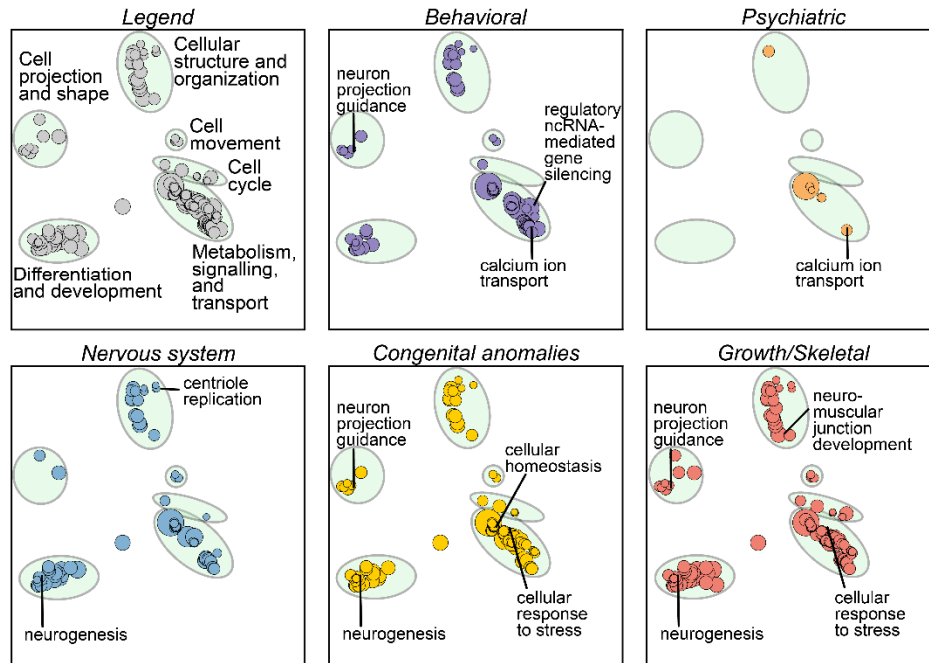 Legend
Cell
projection
and shape
Cellular
structure and
organization
Cell
movement
Cell
cycle
Differentiation
and development
Metabolism,
signalling,
and
transport
Behavioral
neuron
projection
guidance
regulatory
ncRNA-
mediated
gene
silencing
calcium ion
transport
Psychiatric
calcium ion
transport
Nervous system
centriole
replication
neurogenesis
Congenital anomalies
neuron
projection
guidance
cellular
homeostasis
neurogenesis
cellular
response
to stress
Growth/Skeletal
neuron
projection
guidance
neuro-
muscular
junction
development
neurogenesis
cellular
response
to stress